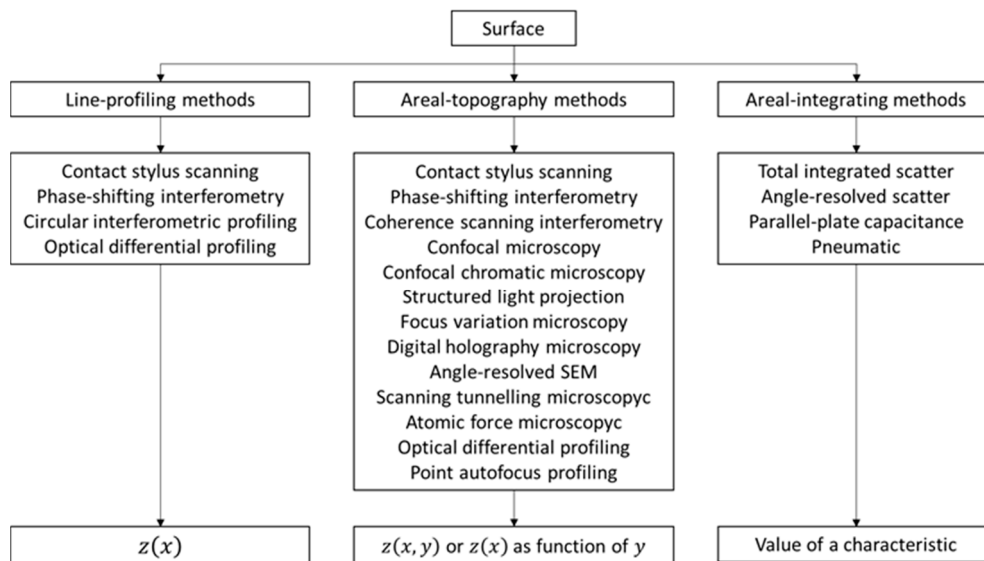 Surface
Line-profiling methods
Areal-topography methods
Areal-integrating methods
Contact stylus scanning
Phase-shifting interferometry
Circular interferometric profiling
Optical differential profiling
Contact stylus scanning
Phase-shifting interferometry
Coherence scanning interferometry
Confocal microscopy
Confocal chromatic microscopy
Structured light projection
Focus variation microscopy
Digital holography microscopy
Angle-resolved SEM
Scanning tunnelling microscopyc
Atomic force microscopyc
Optical differential profiling
Point autofocus profiling
Total integrated scatter
Angle-resolved scatter
Parallel-plate capacitance
Pneumatic
z(x)
z(x, y) or z(x) as function of y
Value of a characteristic